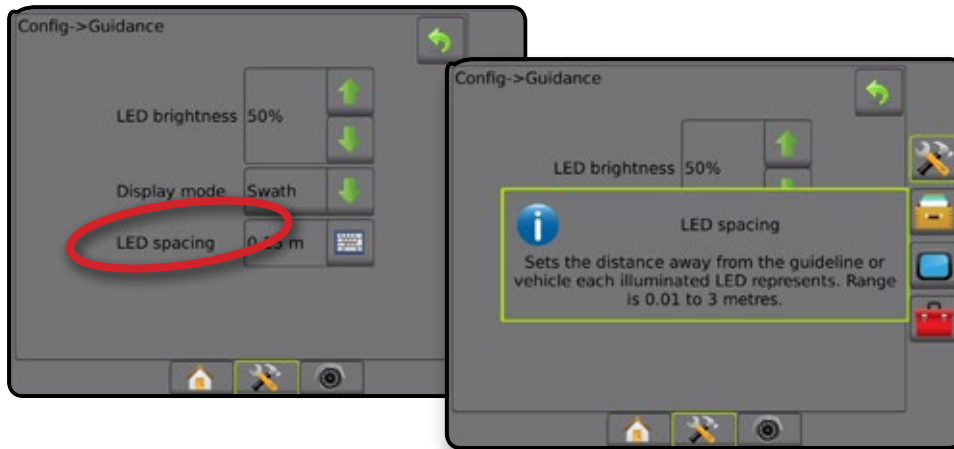 Config->Guidance
LED brightness 50%
Display mode Swath
LED spacing m
Config->Guidance
LED brightness 50%
LED spacing
Sets the distance away from the guideline or
vehicle each illuminated LED represents. Range
is 0.01 to 3 metres.